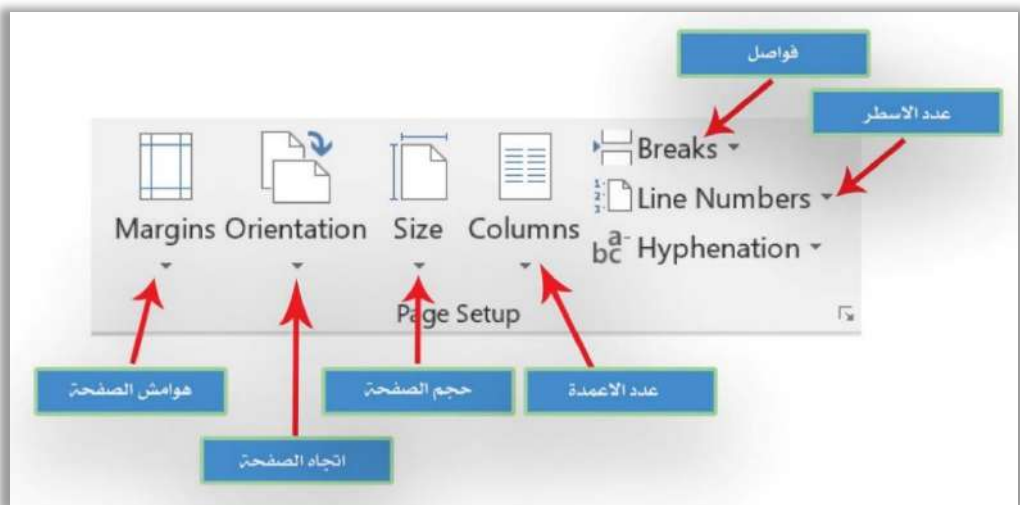 فواصل
عدد الاسطر
Breaks
Line Numbers
Margins Orientation Size Columns
Hyphenation
Page Setup
هوامش الصفحة
حجم الصفحة
عدد الاعمدة
اتجاه الصفحة